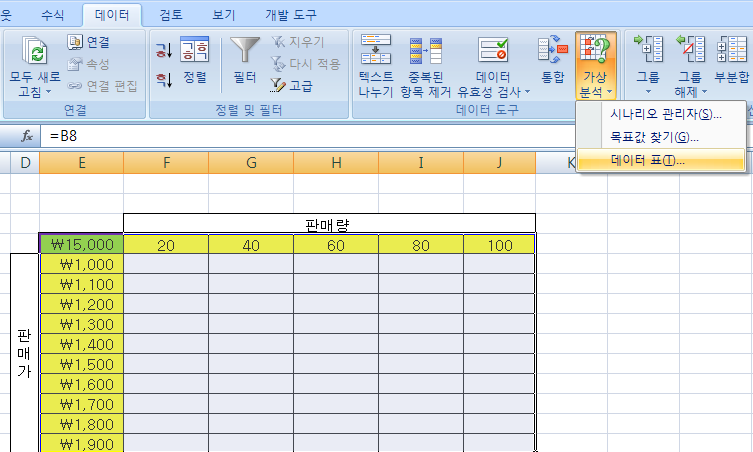 웃 수식 데이터 검토 보기 개발 도구
모두 새로 고침
연결
속성
연결 편집
연결
정렬
필터
지우기
다시 적용
고급
정렬 및 필터
텍스트 나누기
중복된 항목 제거
데이터 유효성 검사
통합
가상 분석
데이터 도구
그룹
그룹 해제
부분합
시나리오 관리자(S)...
목표값 찾기(G)...
데이터 표(T)...
fx =B8
D E F G H I J K
판매량
₩15,000 20 40 60 80 100
판매가
₩1,000
₩1,100
₩1,200
₩1,300
₩1,400
₩1,500
₩1,600
₩1,700
₩1,800
₩1,900